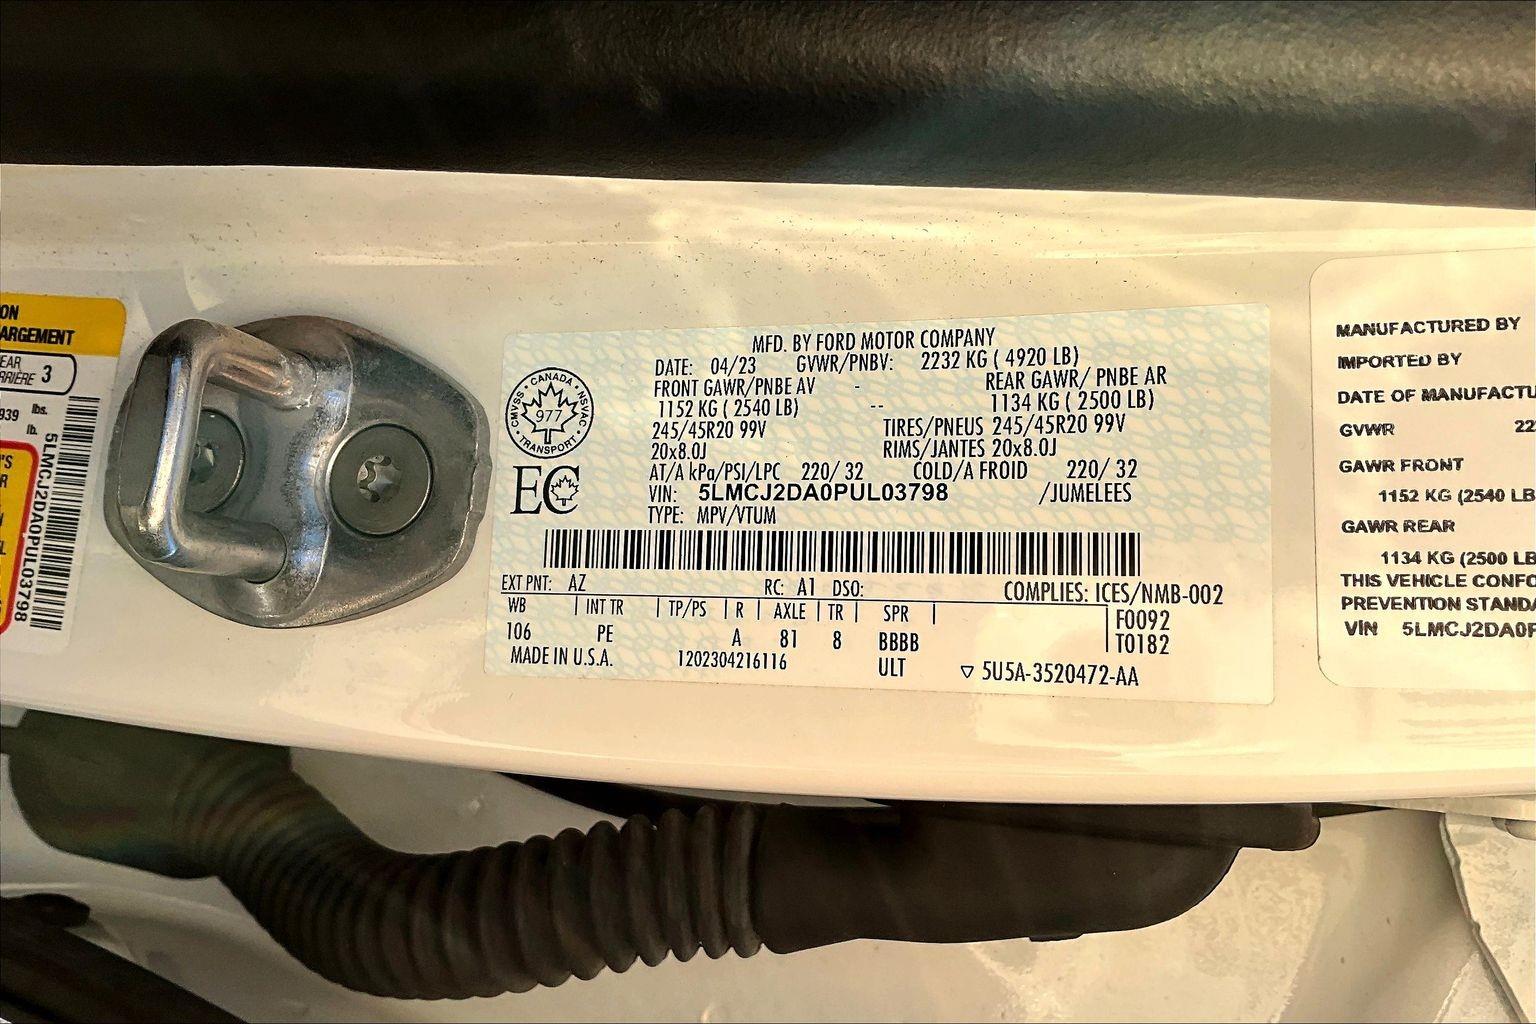 ON
ARGEMENT
EAR
RRIÈRE 3
939 lbs.
lb.
'S
R
N
L
5LMCJ2DA0PUL03798
MFD. BY FORD MOTOR COMPANY
DATE: 04/23 GVWR/PNBV: 2232 KG ( 4920 LB)
FRONT GAWR/PNBE AV - REAR GAWR/ PNBE AR
1152 KG ( 2540 LB) -- 1134 KG ( 2500 LB)
245/45R20 99V TIRES/PNEUS 245/45R20 99V
20x8.0J RIMS/JANTES 20x8.0J
AT/A kPa/PSI/LPC 220/ 32 COLD/A FROID 220/ 32
VIN: 5LMCJ2DA0PUL03798 /JUMELEES
TYPE: MPV/VTUM
CANADA
CMVSS NSVAC
977
TRANSPORT
EC
EXT PNT: AZ RC: A1 DSO: COMPLIES: ICES/NMB-002
WB INT TR TP/PS R AXLE TR SPR F0092
106 PE A 81 8 BBBB T0182
MADE IN U.S.A. 1202304216116 ULT ▽ 5U5A-3520472-AA
MANUFACTURED BY
IMPORTED BY
DATE OF MANUFACTU
GVWR 22
GAWR FRONT
1152 KG (2540 LB
GAWR REAR
1134 KG (2500 LB
THIS VEHICLE CONFO
PREVENTION STANDA
VIN 5LMCJ2DA0P